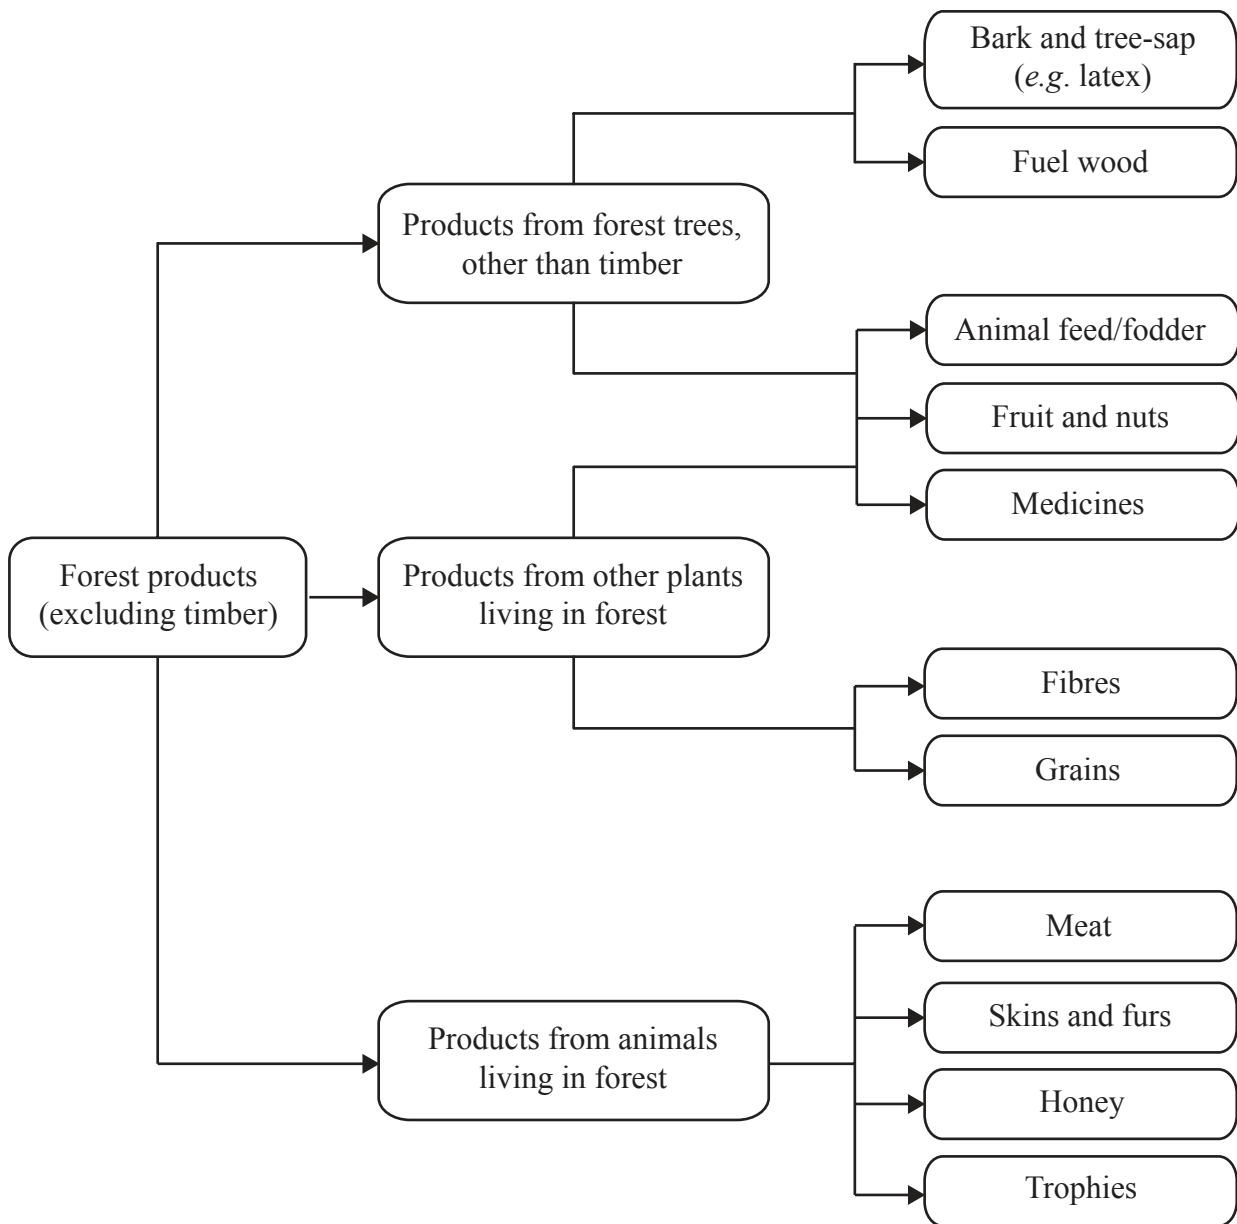 Bark and tree-sap
(e.g. latex)
Fuel wood
Products from forest trees,
other than timber
Animal feed/fodder
Fruit and nuts
Medicines
Forest products
(excluding timber)
Products from other plants
living in forest
Fibres
Grains
Meat
Skins and furs
Products from animals
living in forest
Honey
Trophies